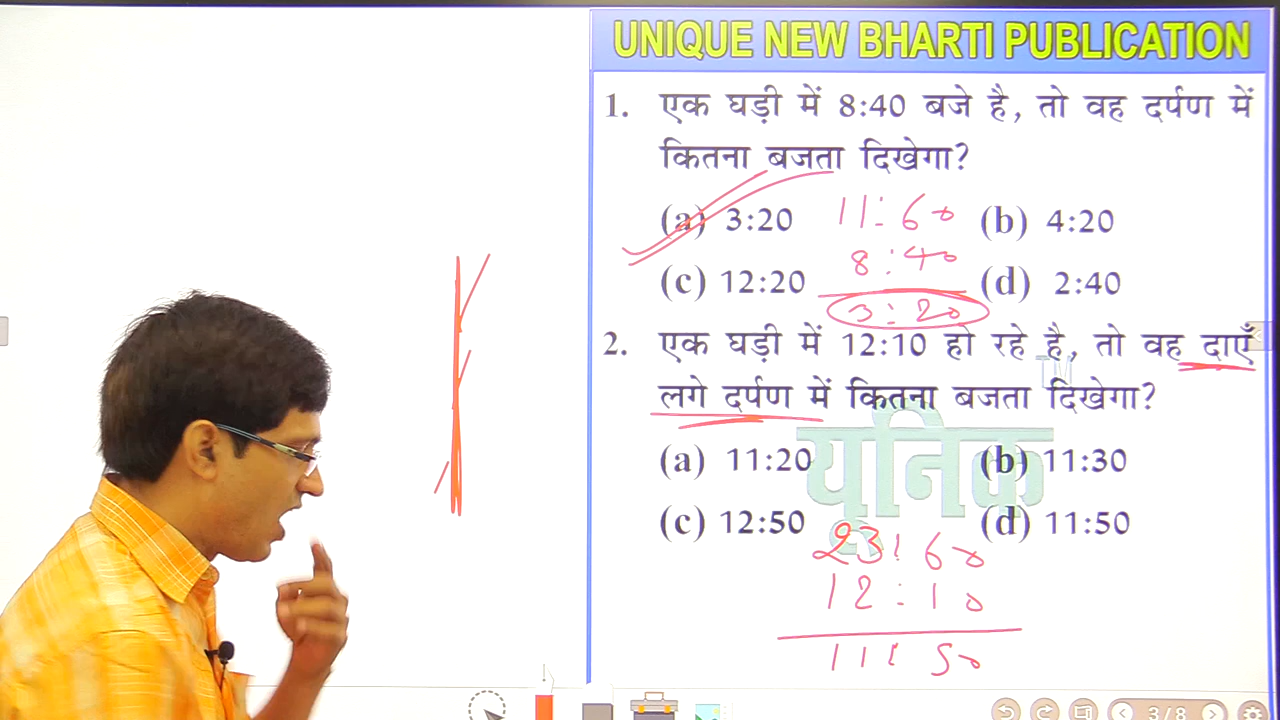 UNIQUE NEW BHARTI PUBLICATION
1. एक घड़ी में 8:40 बजे है, तो वह दर्पण में
कितना बजता दिखेगा?
(a) 3:20 11:60 (b) 4:20
8:40
(c) 12:20 (d) 2:40
3:20
2. एक घड़ी में 12:10 हो रहे है, तो वह दाएँ
लगे दर्पण में कितना बजता दिखेगा?
TM
यूनिक
(a) 11:20 (b) 11:30
(c) 12:50 (d) 11:50
23:60
12:10
11:50
3/8